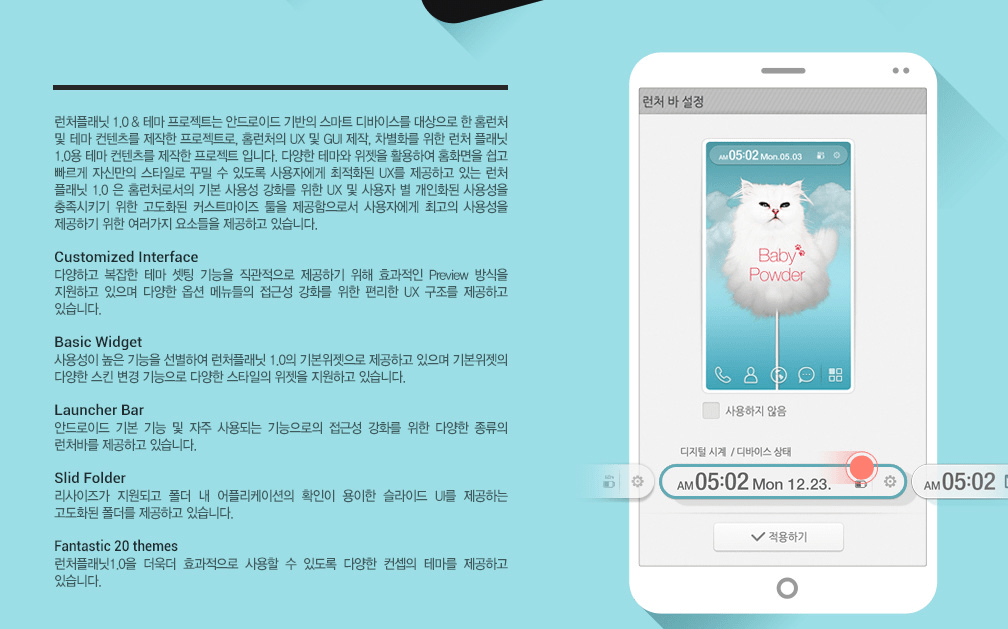 런처플래닛 1.0 & 테마 프로젝트는 안드로이드 기반의 스마트 디바이스를 대상으로 한 홈런처
및 테마 컨텐츠를 제작한 프로젝트로, 홈런처의 UX 및 GUI 제작, 차별화를 위한 런처 플래닛
1.0용 테마 컨텐츠를 제작한 프로젝트 입니다. 다양한 테마와 위젯을 활용하여 홈화면을 쉽고
빠르게 자신만의 스타일로 꾸밀 수 있도록 사용자에게 최적화된 UX를 제공하고 있는 런처
플래닛 1.0 은 홈런처로서의 기본 사용성 강화를 위한 UX 및 사용자 별 개인화된 사용성을
충족시키기 위한 고도화된 커스트마이즈 툴을 제공함으로서 사용자에게 최고의 사용성을
제공하기 위한 여러가지 요소들을 제공하고 있습니다.
Customized Interface
다양하고 복잡한 테마 셋팅 기능을 직관적으로 제공하기 위해 효과적인 Preview 방식을
지원하고 있으며 다양한 옵션 메뉴들의 접근성 강화를 위한 편리한 UX 구조를 제공하고
있습니다.
Basic Widget
사용성이 높은 기능을 선별하여 런처플래닛 1.0의 기본위젯으로 제공하고 있으며 기본위젯의
다양한 스킨 변경 기능으로 다양한 스타일의 위젯을 지원하고 있습니다.
Launcher Bar
안드로이드 기본 기능 및 자주 사용되는 기능으로의 접근성 강화를 위한 다양한 종류의
런처바를 제공하고 있습니다.
Slid Folder
리사이즈가 지원되고 폴더 내 어플리케이션의 확인이 용이한 슬라이드 UI를 제공하는
고도화된 폴더를 제공하고 있습니다.
Fantastic 20 themes
런처플래닛1.0을 더욱더 효과적으로 사용할 수 있도록 다양한 컨셉의 테마를 제공하고
있습니다.
런처 바 설정
AM 05:02 Mon.05.03
Baby
Powder
사용하지 않음
디지털 시계 / 디바이스 상태
AM 05:02 Mon 12.23.
AM 05:02
적용하기